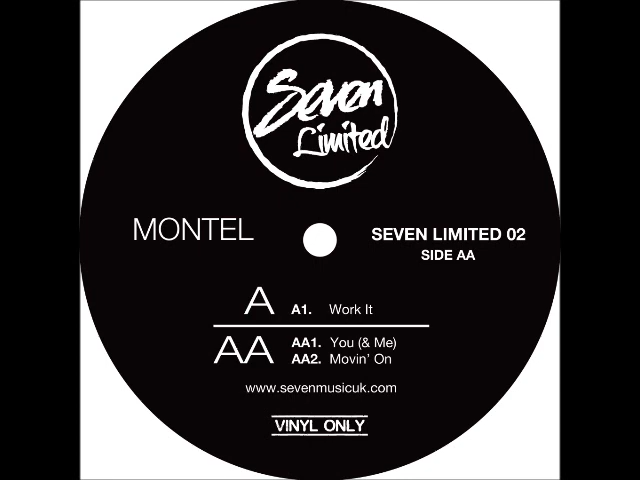 Seven
Limited
MONTEL
SEVEN LIMITED 02
SIDE AA
A A1. Work It
AA AA1. You (& Me)
AA2. Movin' On
www.sevenmusicuk.com
VINYL ONLY